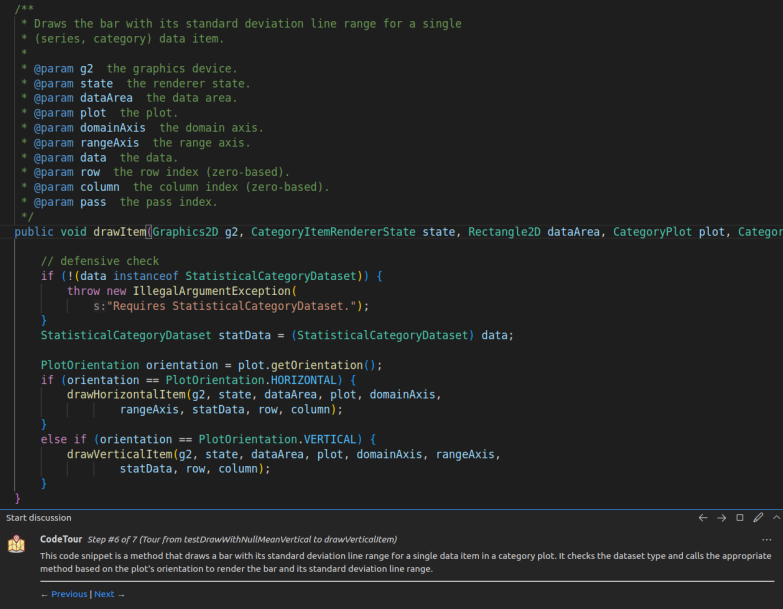 /**
 * Draws the bar with its standard deviation line range for a single
 * (series, category) data item.
 *
 * @param g2  the graphics device.
 * @param state  the renderer state.
 * @param dataArea  the data area.
 * @param plot  the plot.
 * @param domainAxis  the domain axis.
 * @param rangeAxis  the range axis.
 * @param data  the data.
 * @param row  the row index (zero-based).
 * @param column  the column index (zero-based).
 * @param pass  the pass index.
 */
public void drawItem(Graphics2D g2, CategoryItemRendererState state, Rectangle2D dataArea, CategoryPlot plot, Categor
    // defensive check
    if (!(data instanceof StatisticalCategoryDataset)) {
        throw new IllegalArgumentException(
            s:"Requires StatisticalCategoryDataset.");
    }
    StatisticalCategoryDataset statData = (StatisticalCategoryDataset) data;
    PlotOrientation orientation = plot.getOrientation();
    if (orientation == PlotOrientation.HORIZONTAL) {
        drawHorizontalItem(g2, state, dataArea, plot, domainAxis,
                rangeAxis, statData, row, column);
    }
    else if (orientation == PlotOrientation.VERTICAL) {
        drawVerticalItem(g2, state, dataArea, plot, domainAxis, rangeAxis,
                statData, row, column);
    }
}
Start discussion
CodeTour Step #6 of 7 (Tour from testDrawWithNullMeanVertical to drawVerticalItem)
This code snippet is a method that draws a bar with its standard deviation line range for a single data item in a category plot. It checks the dataset type and calls the appropriate
method based on the plot's orientation to render the bar and its standard deviation line range.
← Previous | Next →